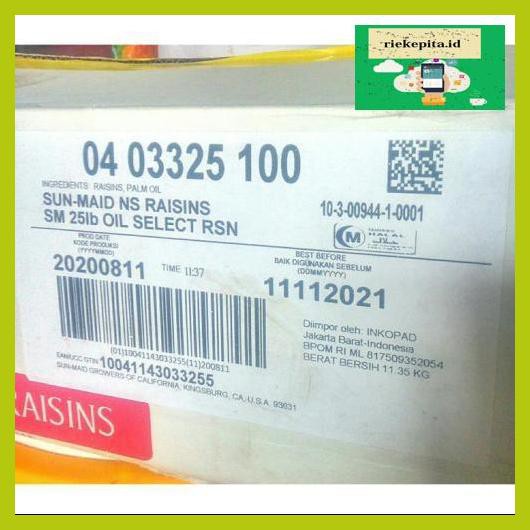 riekepita.id
04 03325 100
INGREDIENTS: RAISINS, PALM OIL
SUN-MAID NS RAISINS
SM 25lb OIL SELECT RSN
10-3-00944-1-0001
M HALAL حلال
PROD DATE
KODE PRODUKSI
(YYYYMMDD)
20200811 TIME 11:37
BEST BEFORE
BAIK DIGUNAKAN SEBELUM
(DDMMYYYY)
11112021
(01)10041143033255(11)200811
EAN/UCC GTIN 10041143033255
SUN-MAID GROWERS OF CALIFORNIA, KINGSBURG, CA, U.S.A. 93631
Diimpor oleh: INKOPAD
Jakarta Barat-Indonesia
BPOM RI ML 817509352054
BERAT BERSIH 11.35 KG
RAISINS